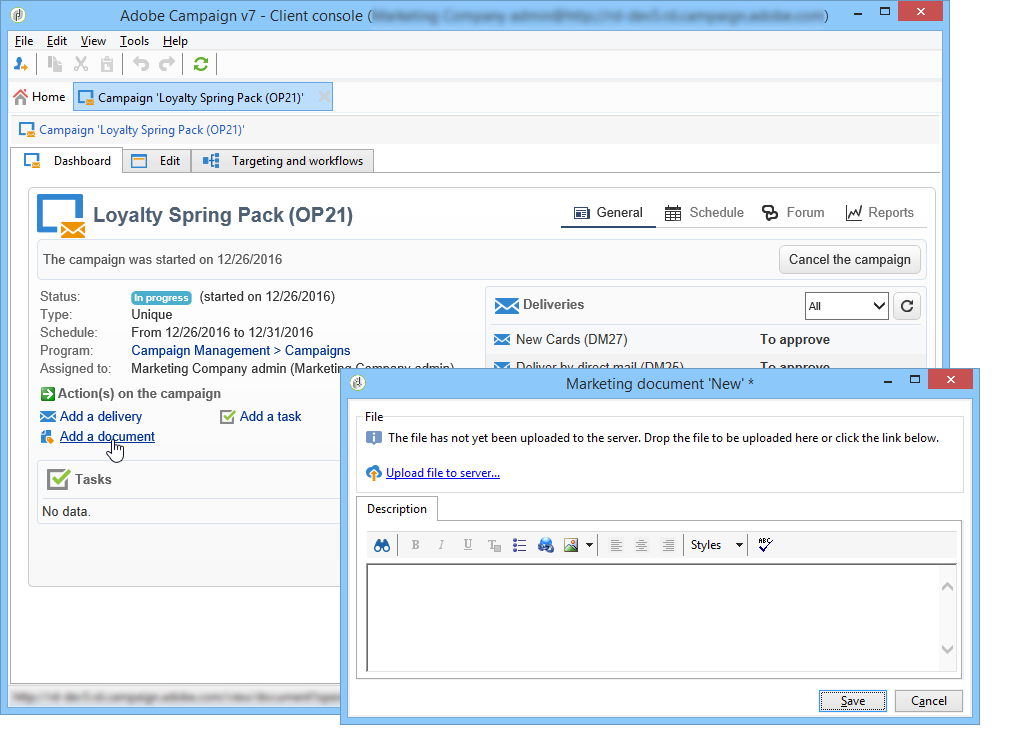 Adobe Campaign v7 - Client console (
File Edit View Tools Help
Home Campaign 'Loyalty Spring Pack (OP21)'
Campaign 'Loyalty Spring Pack (OP21)'
Dashboard Edit Targeting and workflows
Loyalty Spring Pack (OP21)
General Schedule Forum Reports
The campaign was started on 12/26/2016 Cancel the campaign
Status: In progress (started on 12/26/2016)
Type: Unique
Schedule: From 12/26/2016 to 12/31/2016
Program: Campaign Management > Campaigns
Assigned to: Marketing Company admin (Marketing Company admin)
Action(s) on the campaign
Add a delivery Add a task
Add a document
Tasks
No data.
Deliveries All
New Cards (DM27) To approve
Deliver by direct mail (DM25) To approve
Marketing document 'New' *
File
The file has not yet been uploaded to the server. Drop the file to be uploaded here or click the link below.
Upload file to server...
Description
B I U T Styles ABC
Save Cancel